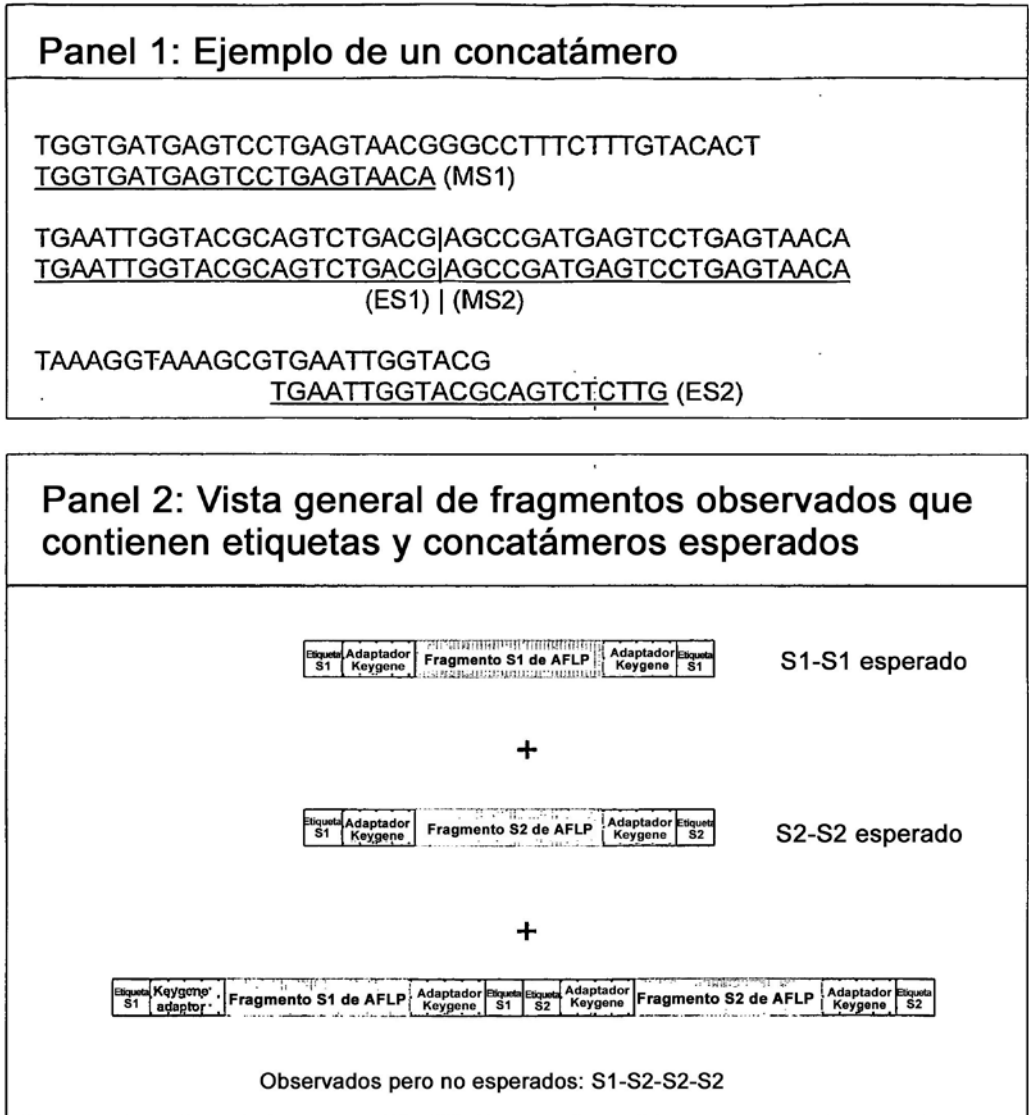 Panel 1: Ejemplo de un concatámero
TGGTGATGAGTCCTGAGTAACGGGCCTTTCTTTGTACACT
TGGTGATGAGTCCTGAGTAACA (MS1)
TGAATTGGTACGCAGTCTGACG|AGCCGATGAGTCCTGAGTAACA
TGAATTGGTACGCAGTCTGACG|AGCCGATGAGTCCTGAGTAACA
(ES1) | (MS2)
TAAAGGTAAAGCGTGAATTGGTACG
TGAATTGGTACGCAGTCTCTTG (ES2)
Panel 2: Vista general de fragmentos observados que
contienen etiquetas y concatámeros esperados
Etiqueta S1 Adaptador Keygene Fragmento S1 de AFLP Adaptador Keygene Etiqueta S1 S1-S1 esperado
+
Etiqueta S1 Adaptador Keygene Fragmento S2 de AFLP Adaptador Keygene Etiqueta S2 S2-S2 esperado
+
Etiqueta S1 Keygene adaptor Fragmento S1 de AFLP Adaptador Keygene Etiqueta S1 Etiqueta S2 Adaptador Keygene Fragmento S2 de AFLP Adaptador Keygene Etiqueta S2
Observados pero no esperados: S1-S2-S2-S2